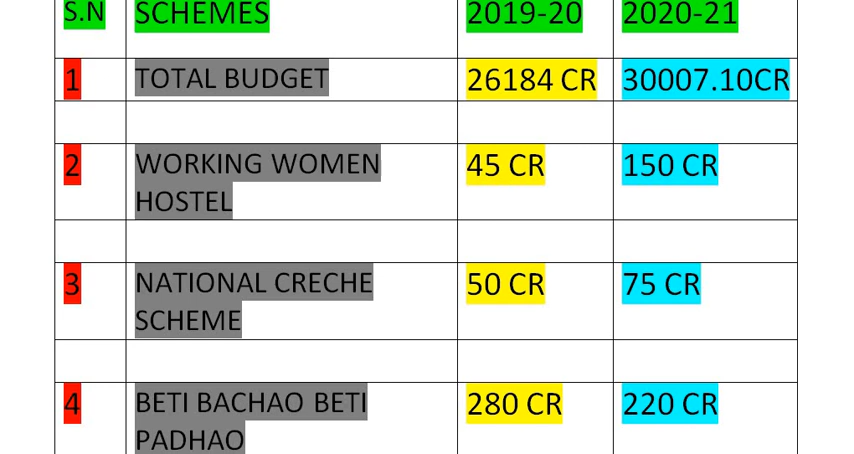 S.N SCHEMES 2019-20 2020-21
1 TOTAL BUDGET 26184 CR 30007.10CR
2 WORKING WOMEN 45 CR 150 CR
HOSTEL
3 NATIONAL CRECHE 50 CR 75 CR
SCHEME
4 BETI BACHAO BETI 280 CR 220 CR
PADHAO